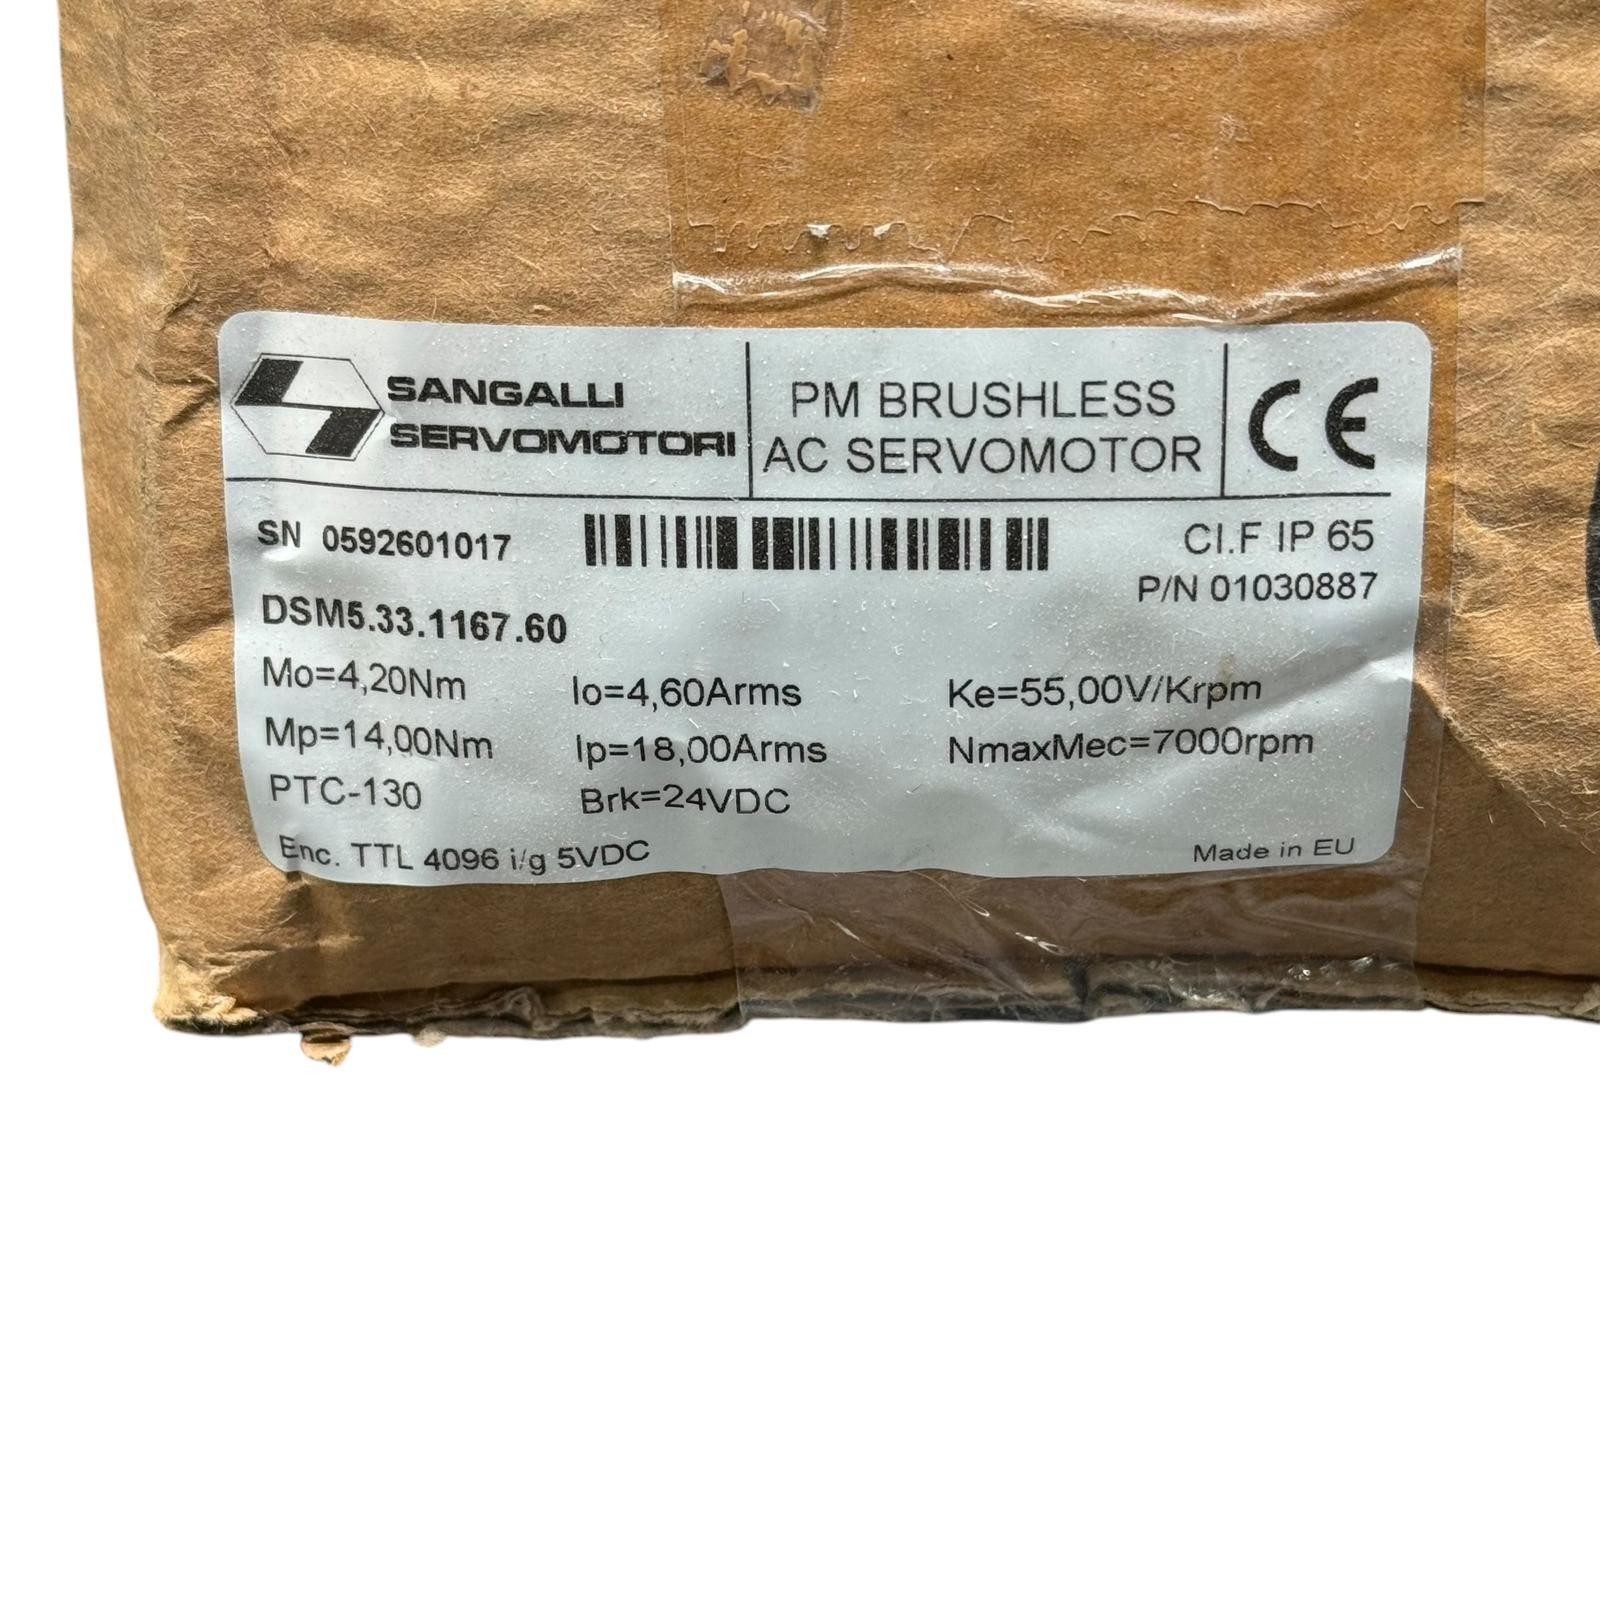 SANGALLI
SERVOMOTORI
PM BRUSHLESS
AC SERVOMOTOR
CE
SN 0592601017
CI.F IP 65
P/N 01030887
DSM5.33.1167.60
Mo=4,20Nm Io=4,60Arms Ke=55,00V/Krpm
Mp=14,00Nm Ip=18,00Arms NmaxMec=7000rpm
PTC-130 Brk=24VDC
Enc. TTL 4096 i/g 5VDC Made in EU